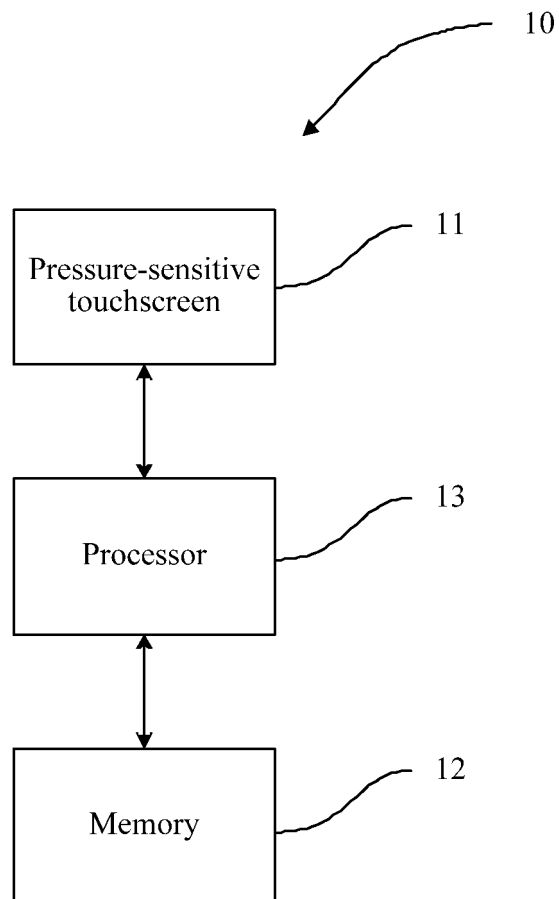 10
11
Pressure-sensitive
touchscreen
13
Processor
12
Memory